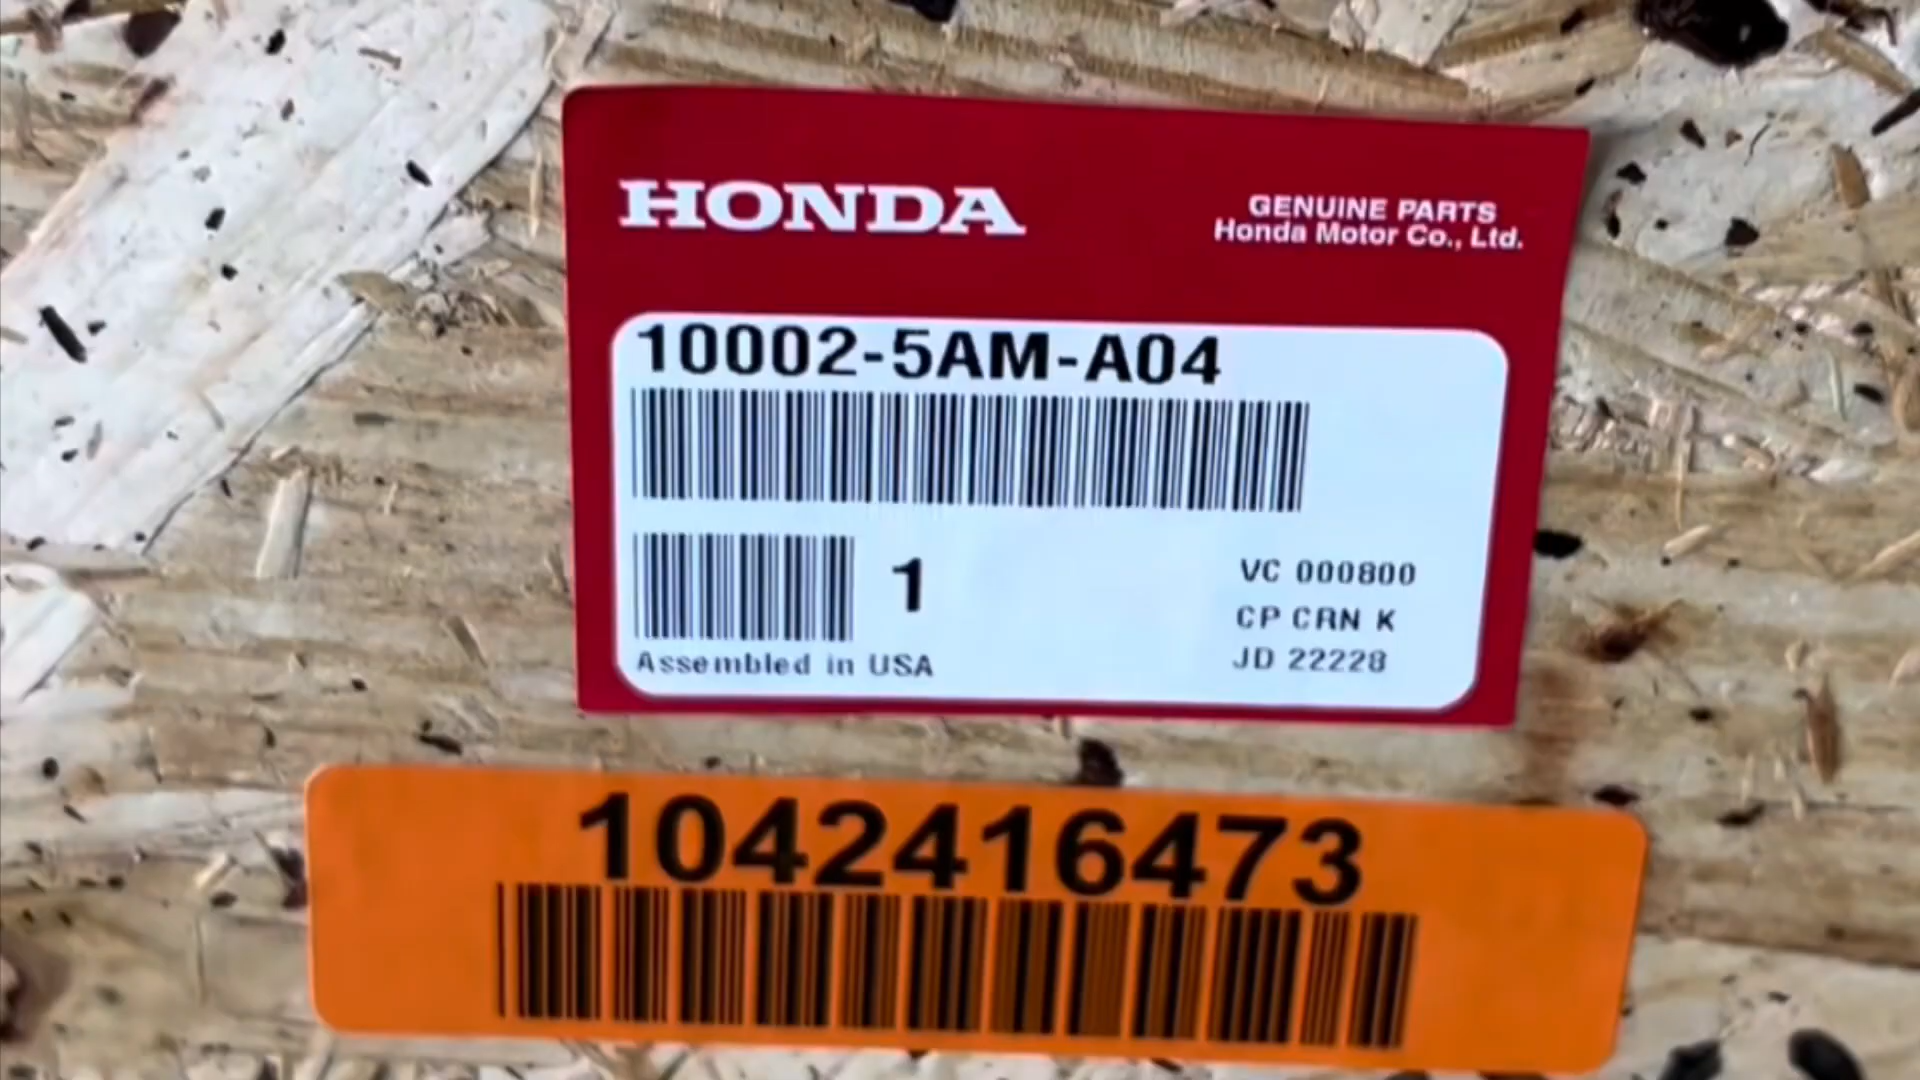 HONDA
GENUINE PARTS
Honda Motor Co., Ltd.
10002-5AM-A04
1
VC 000800
CP CRN K
JD 22228
Assembled in USA
1042416473